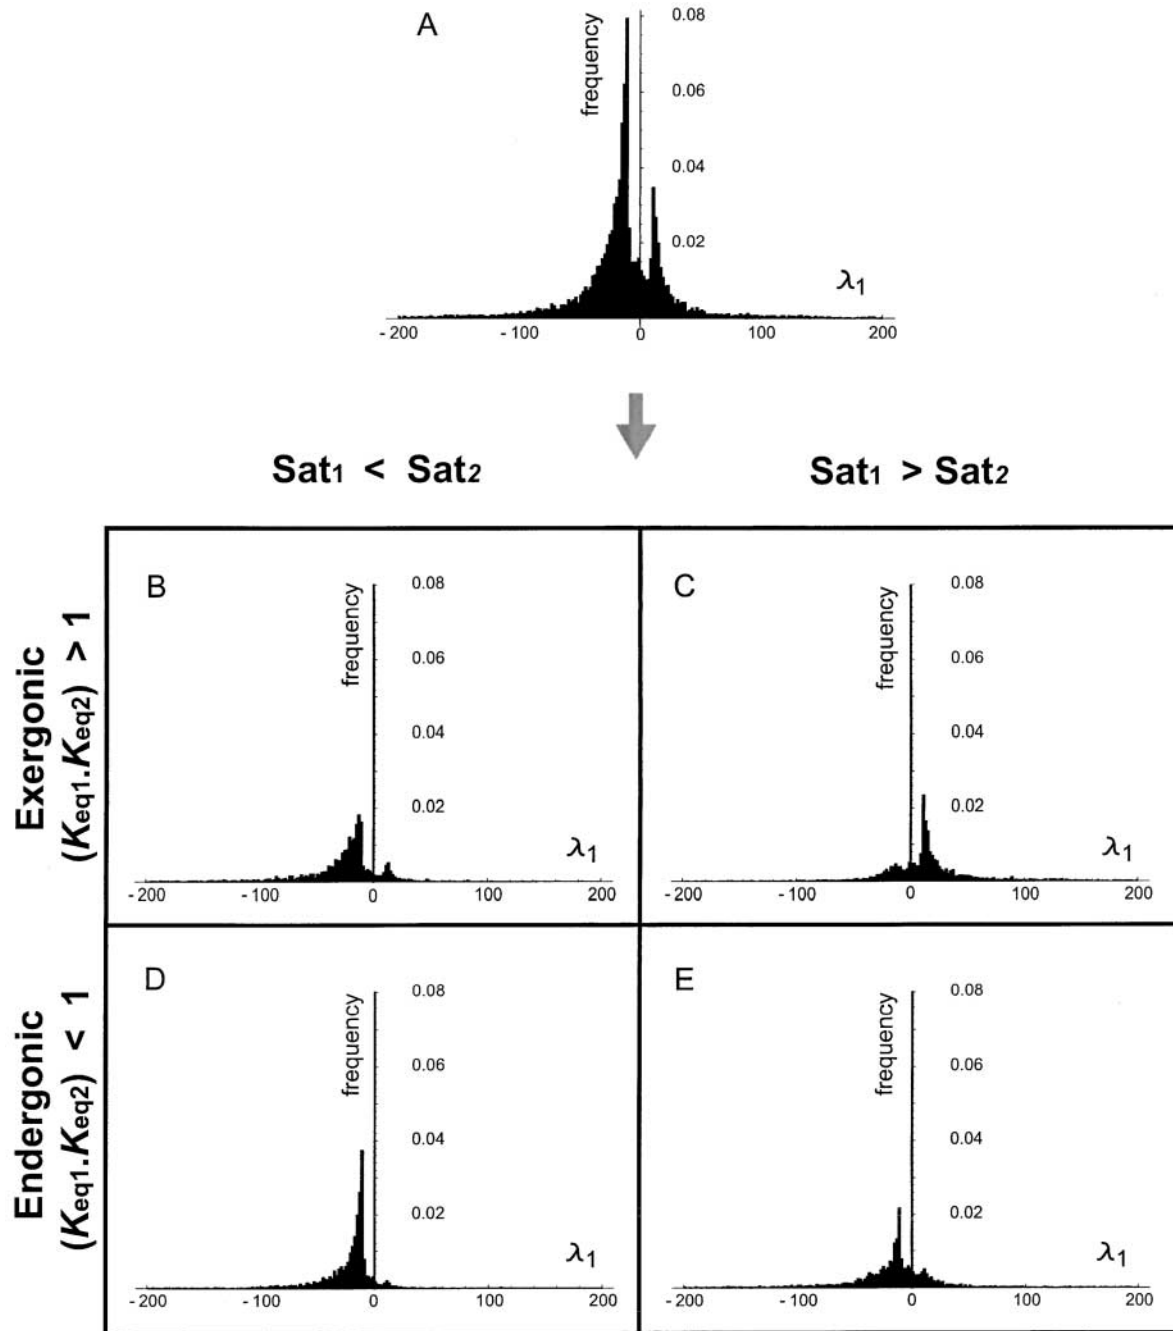 A
frequency
0.08
0.06
0.04
0.02
λ1
- 200
- 100
0
100
200
Sat1 < Sat2
Sat1 > Sat2
Exergonic
(Keq1.Keq2) > 1
B
frequency
0.08
0.06
0.04
0.02
λ1
- 200
- 100
0
100
200
C
frequency
0.08
0.06
0.04
0.02
λ1
- 200
- 100
0
100
200
Endergonic
(Keq1.Keq2) < 1
D
frequency
0.08
0.06
0.04
0.02
λ1
- 200
- 100
0
100
200
E
frequency
0.08
0.06
0.04
0.02
λ1
- 200
- 100
0
100
200